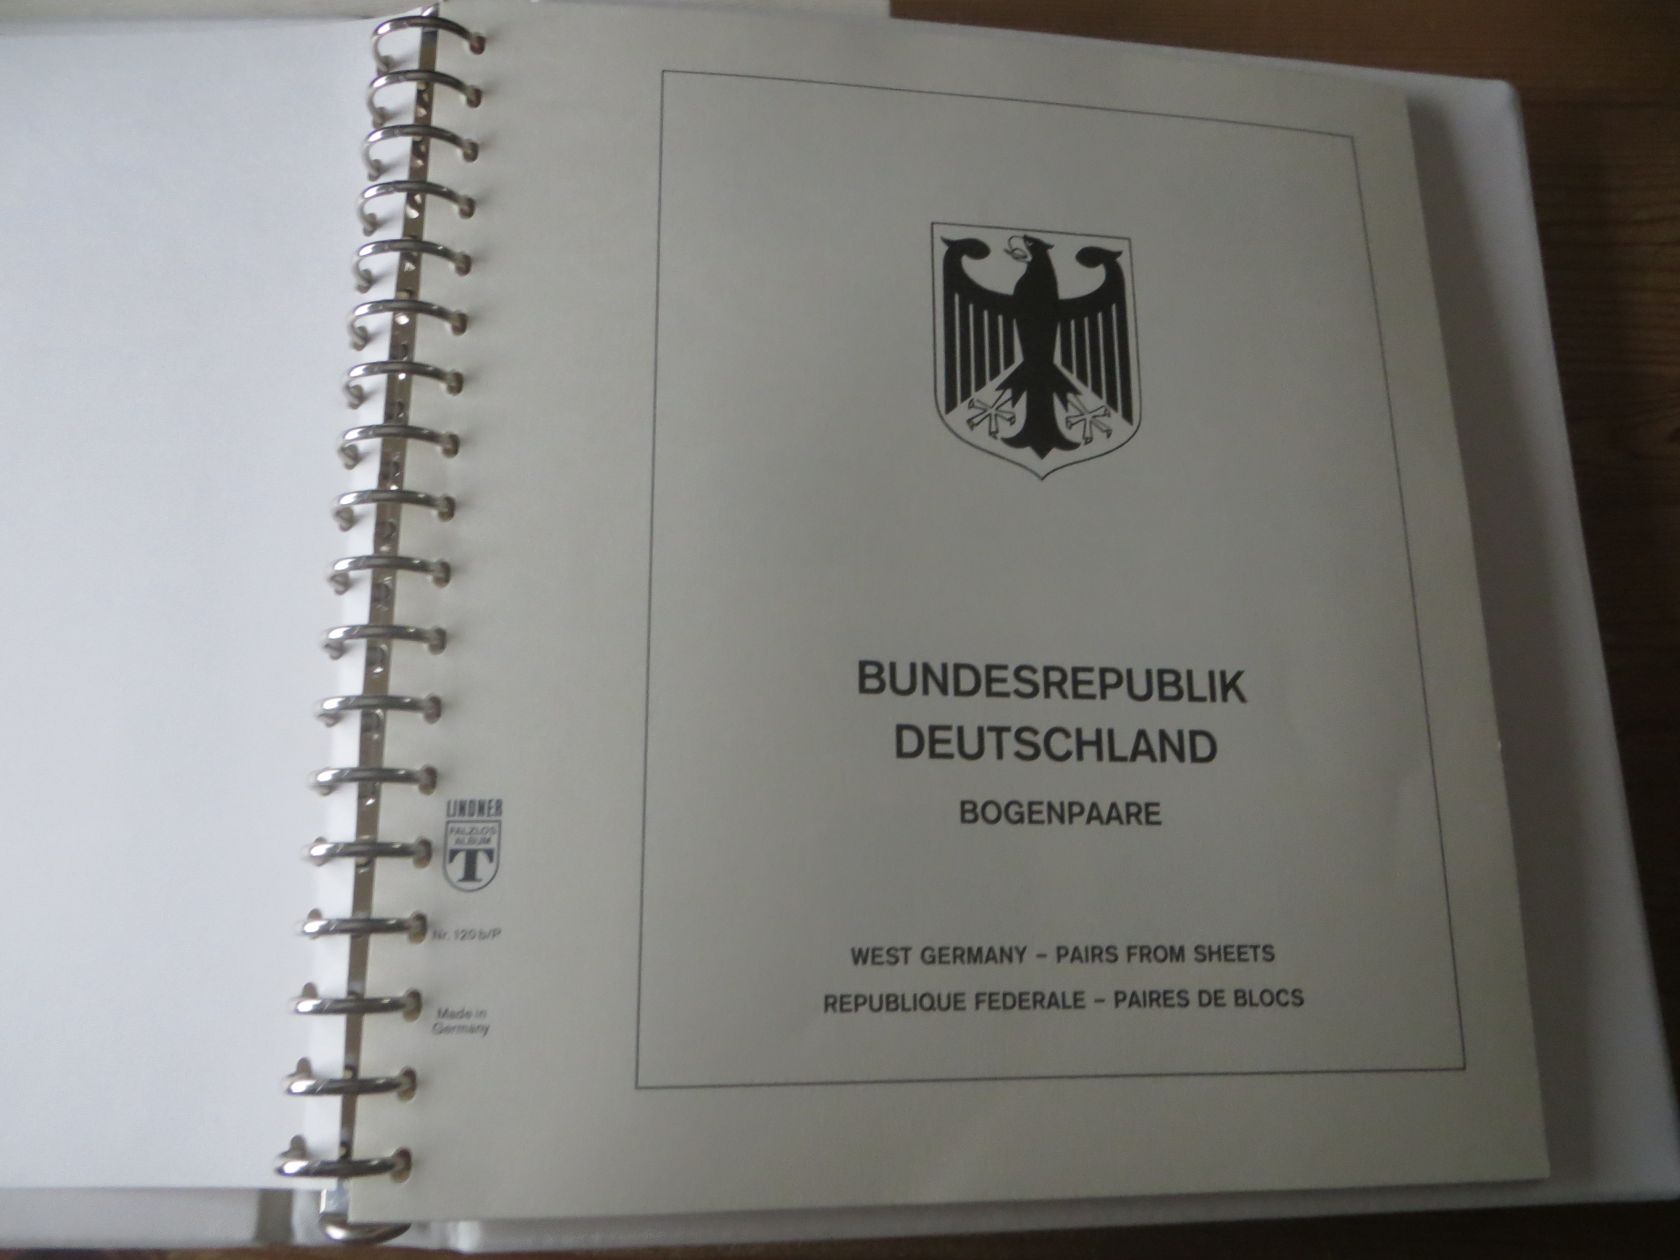 BUNDESREPUBLIK
DEUTSCHLAND
BOGENPAARE
WEST GERMANY – PAIRS FROM SHEETS
REPUBLIQUE FEDERALE – PAIRES DE BLOCS
LINDNER
FALZLOS
ALBUM
T
Nr. 120 b/P
Made in
Germany